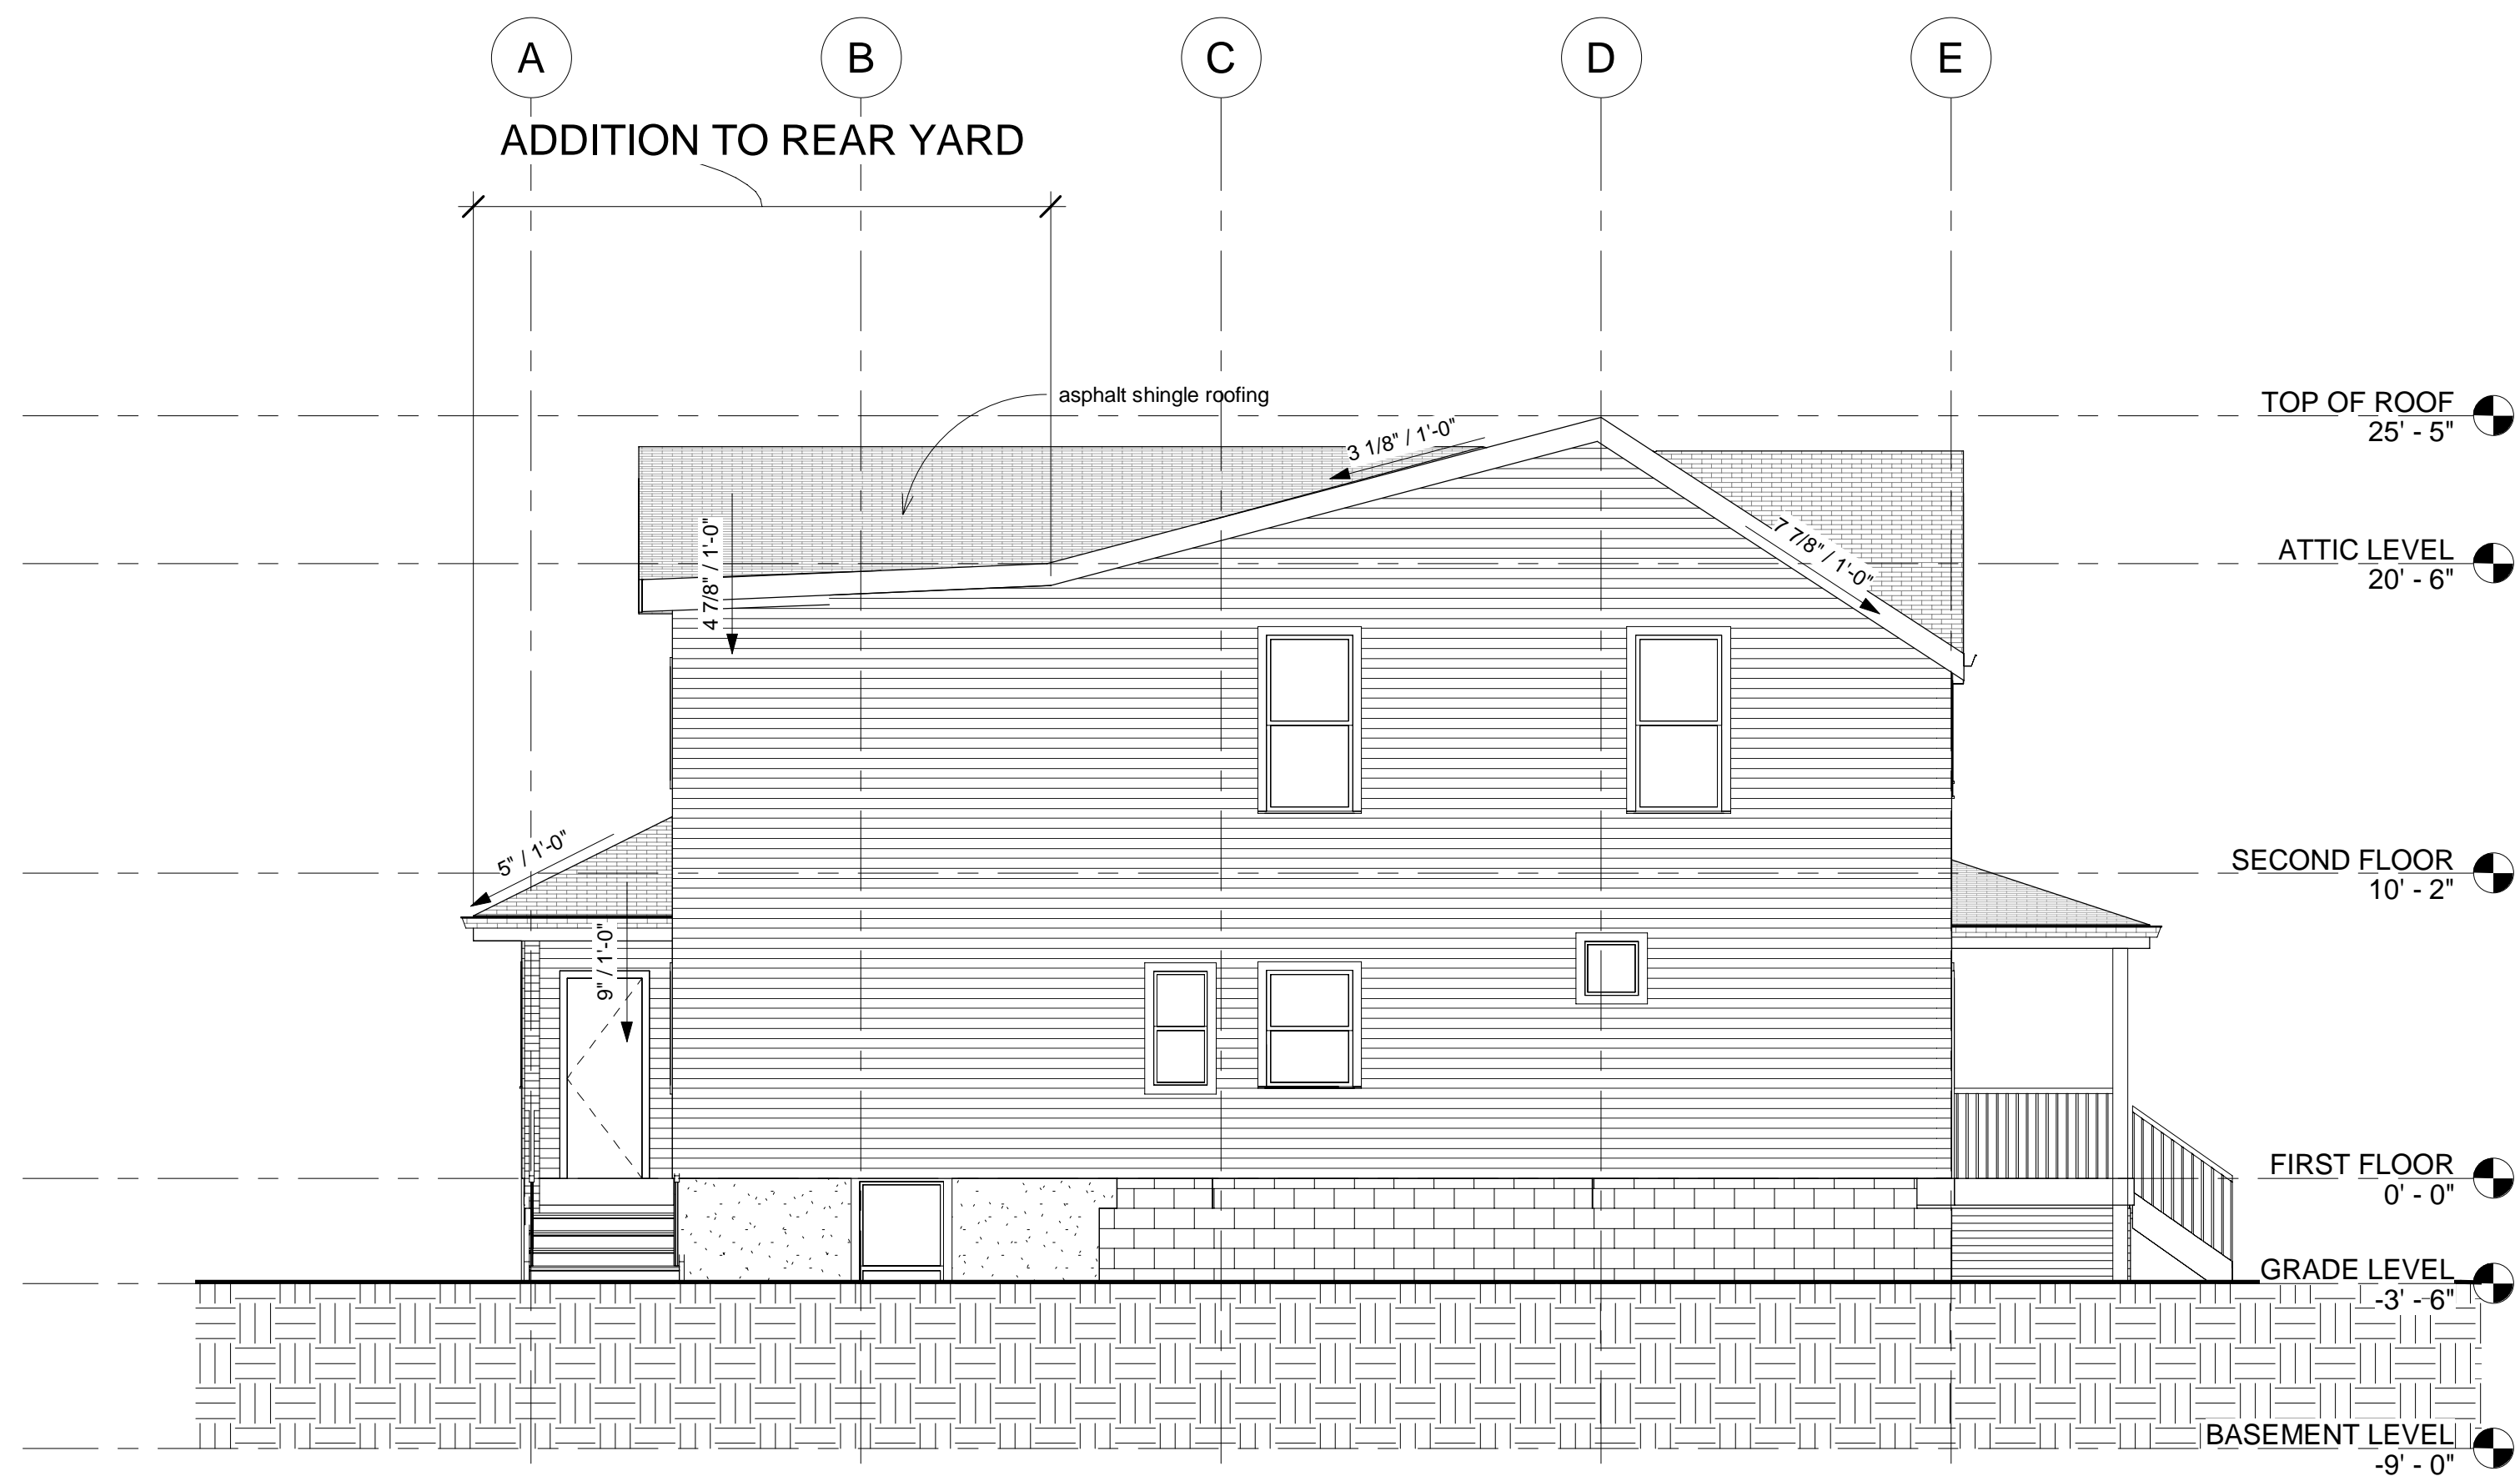 A
B
C
D
E
ADDITION TO REAR YARD
asphalt shingle roofing
TOP OF ROOF
25' - 5"
3 1/8" / 1'-0"
4 7/8" / 1'-0"
7 7/8" / 1'-0"
ATTIC LEVEL
20' - 6"
5" / 1'-0"
SECOND FLOOR
10' - 2"
9" / 1'-0"
FIRST FLOOR
0' - 0"
GRADE LEVEL
-3' - 6"
BASEMENT LEVEL
-9' - 0"